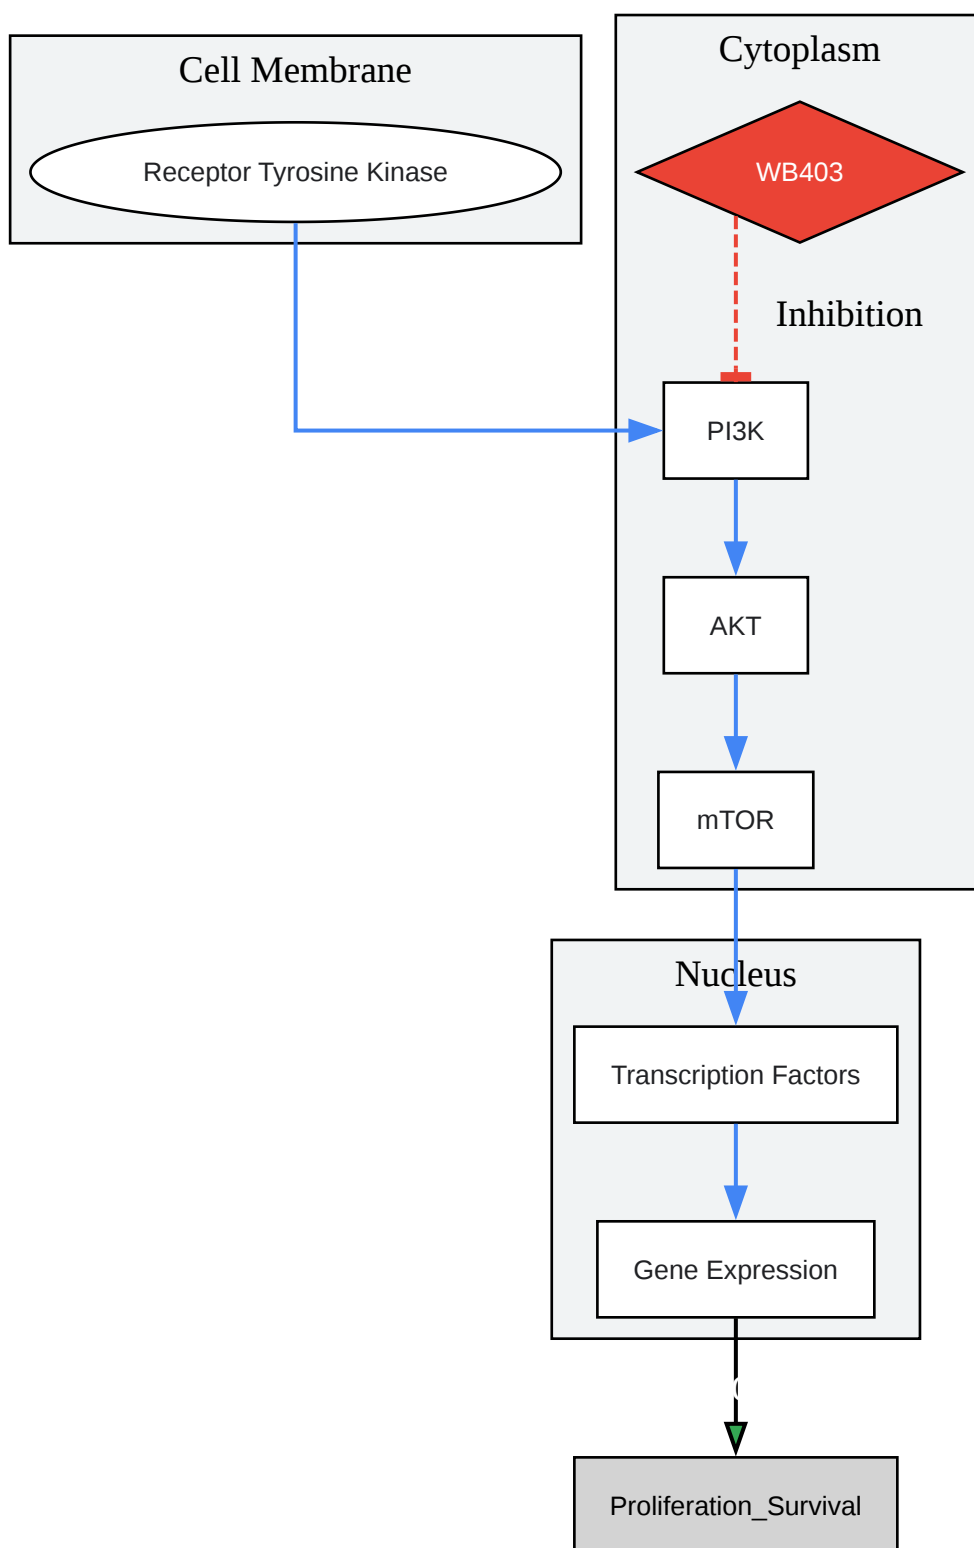 Cell Membrane
Receptor Tyrosine Kinase
Cytoplasm
WB403
Inhibition
PI3K
AKT
mTOR
Nucleus
Transcription Factors
Gene Expression
Proliferation_Survival